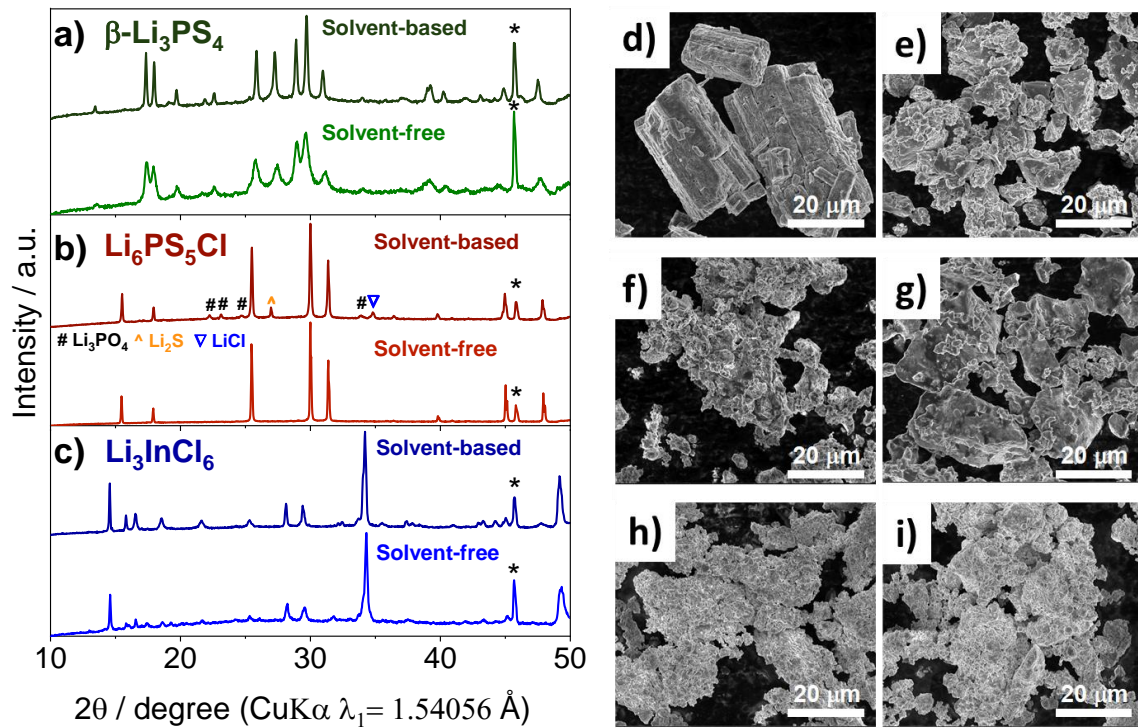 a) β-Li₃PS₄
Solvent-based
*
*
Solvent-free
b) Li₆PS₅Cl
Solvent-based
*
## # ^ # ∇
# Li₃PO₄ ^ Li₂S ∇ LiCl
Solvent-free
*
c) Li₃InCl₆
Solvent-based
*
Solvent-free
*
Intensity / a.u.
10 20 30 40 50
2θ / degree (CuKα λ₁= 1.54056 Å)
d)
20 µm
e)
20 µm
f)
20 µm
g)
20 µm
h)
20 µm
i)
20 µm